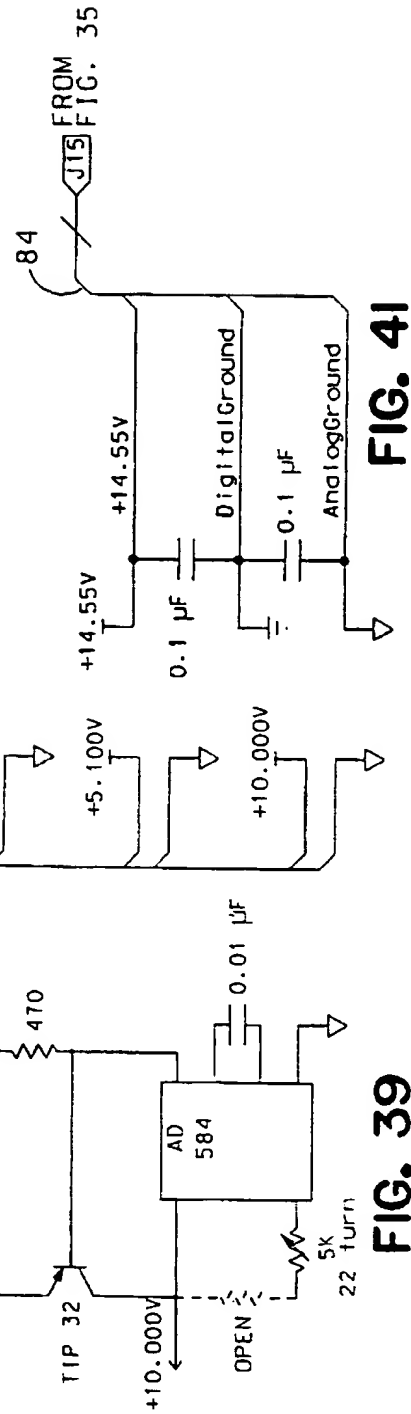 470
TIP 32
AD
584
0.01 µF
+10.000V
OPEN
5K
22 turn
FIG. 39
+5.100V
+10.000V
84
J15
FROM
FIG. 35
+14.55V
+14.55V
0.1 µF
DigitalGround
0.1 µF
AnalogGround
FIG. 41